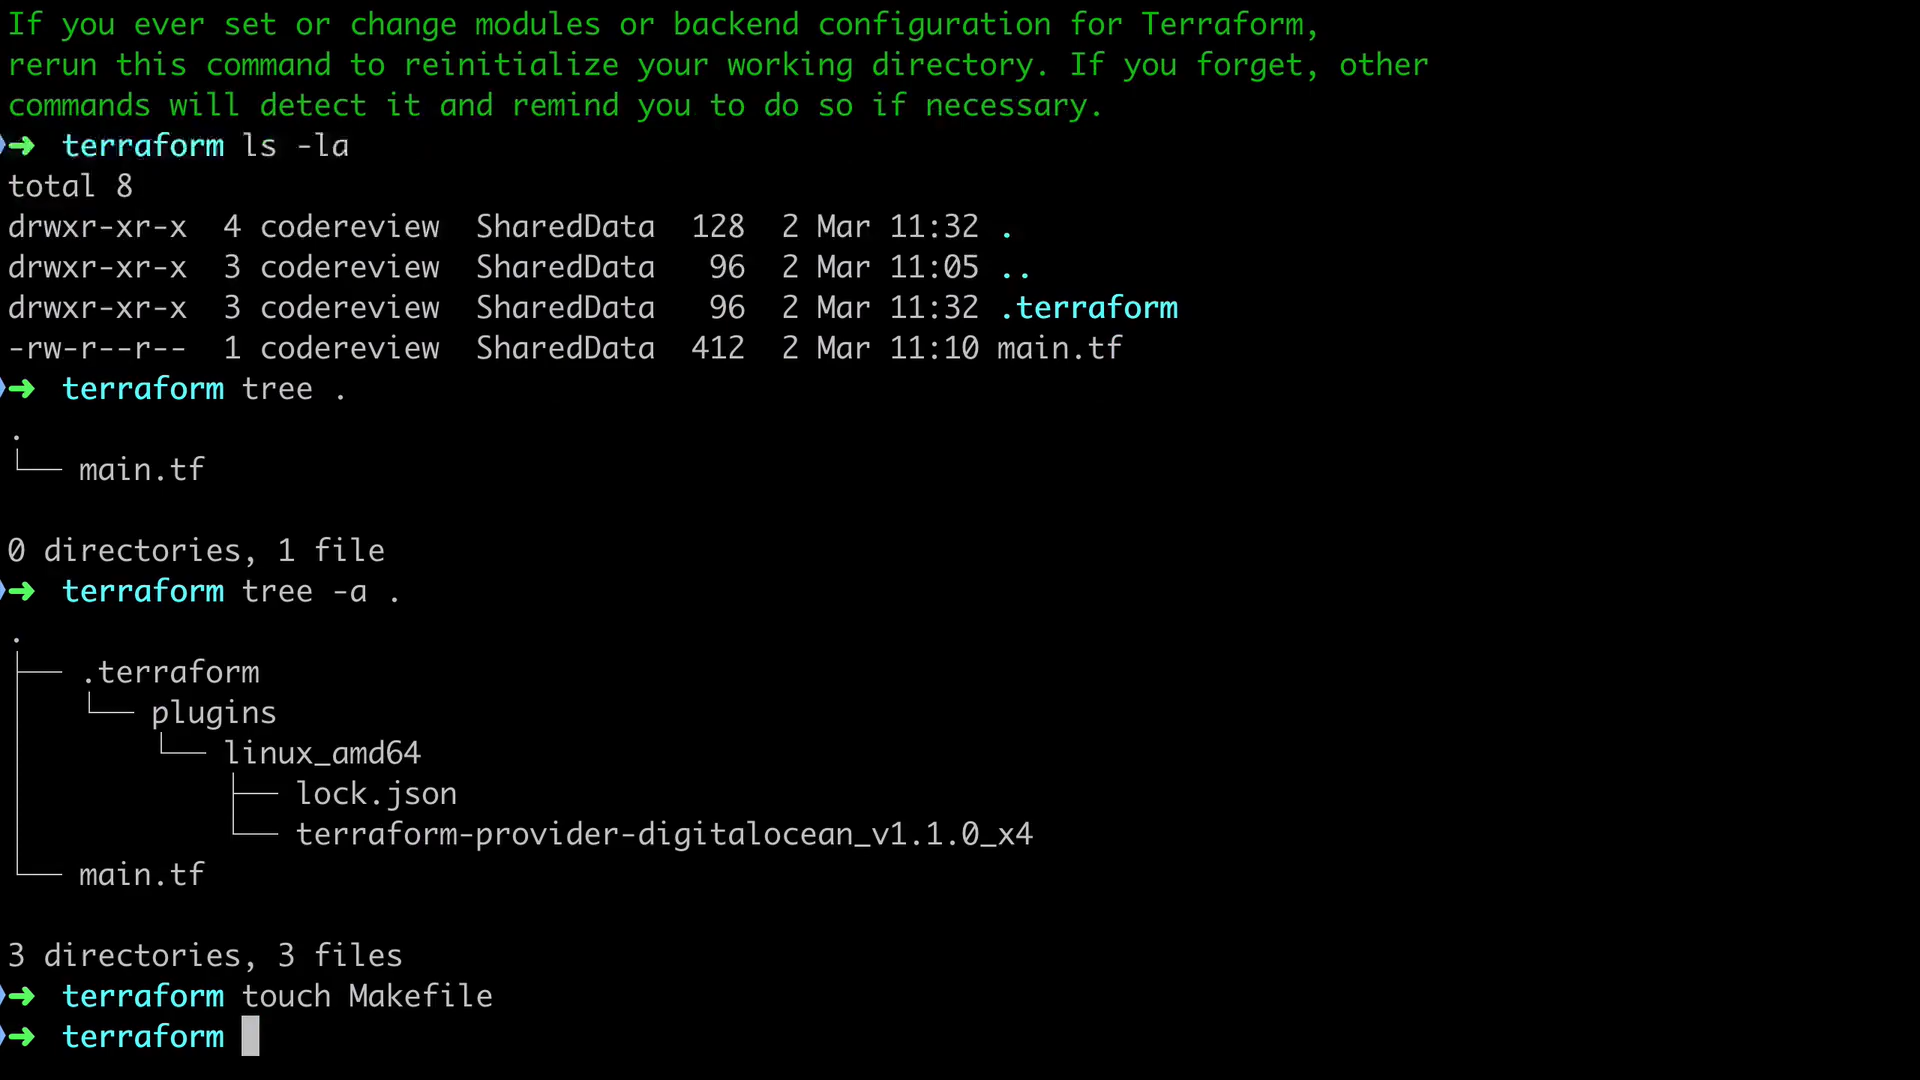 If you ever set or change modules or backend configuration for Terraform,
rerun this command to reinitialize your working directory. If you forget, other
commands will detect it and remind you to do so if necessary.
➜  terraform ls -la
total 8
drwxr-xr-x  4 codereview  SharedData  128  2 Mar 11:32 .
drwxr-xr-x  3 codereview  SharedData   96  2 Mar 11:05 ..
drwxr-xr-x  3 codereview  SharedData   96  2 Mar 11:32 .terraform
-rw-r--r--  1 codereview  SharedData  412  2 Mar 11:10 main.tf
➜  terraform tree .
.
└── main.tf

0 directories, 1 file
➜  terraform tree -a .
.
├── .terraform
│   └── plugins
│       └── linux_amd64
│           ├── lock.json
│           └── terraform-provider-digitalocean_v1.1.0_x4
└── main.tf

3 directories, 3 files
➜  terraform touch Makefile
➜  terraform